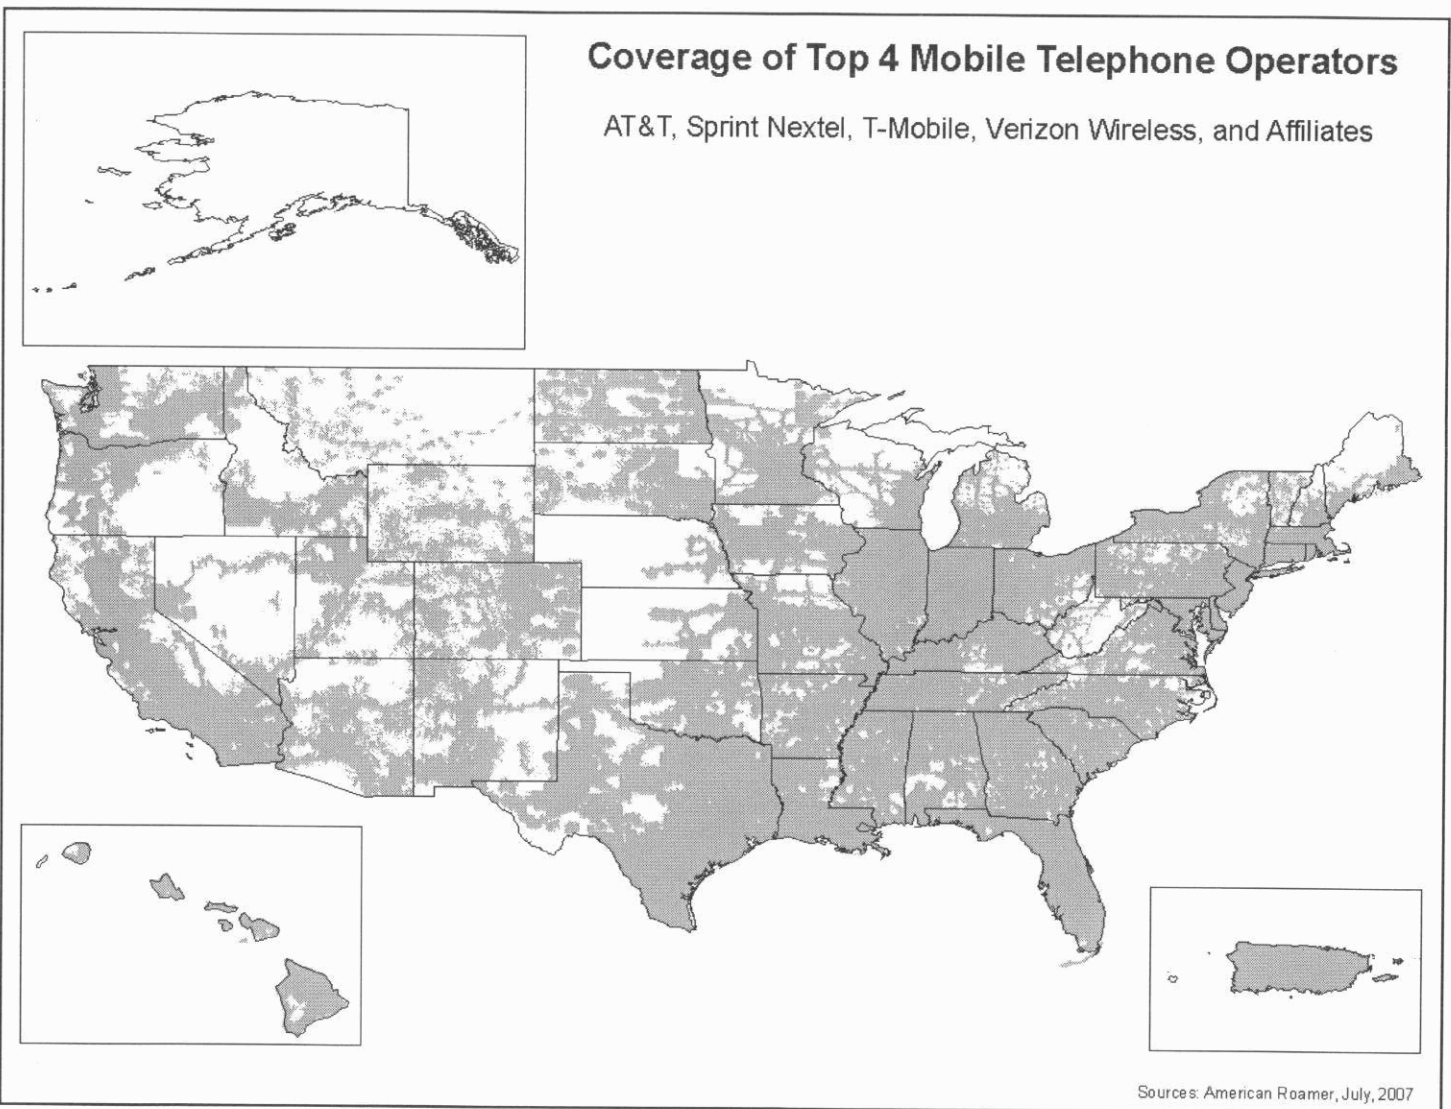 Coverage of Top 4 Mobile Telephone Operators
AT&T, Sprint Nextel, T-Mobile, Verizon Wireless, and Affiliates
Sources: American Roamer, July, 2007